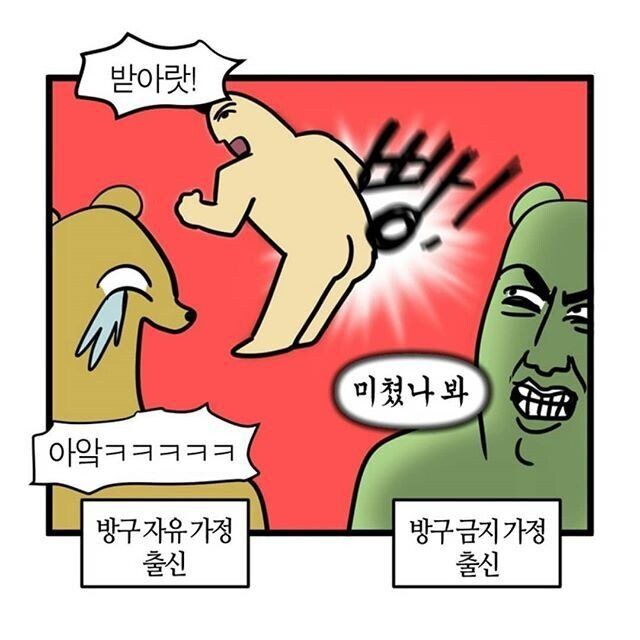 받아랏!
빵!
미쳤나 봐
아앜ㅋㅋㅋㅋㅋ
방구 자유 가정
출신
방구 금지 가정
출신